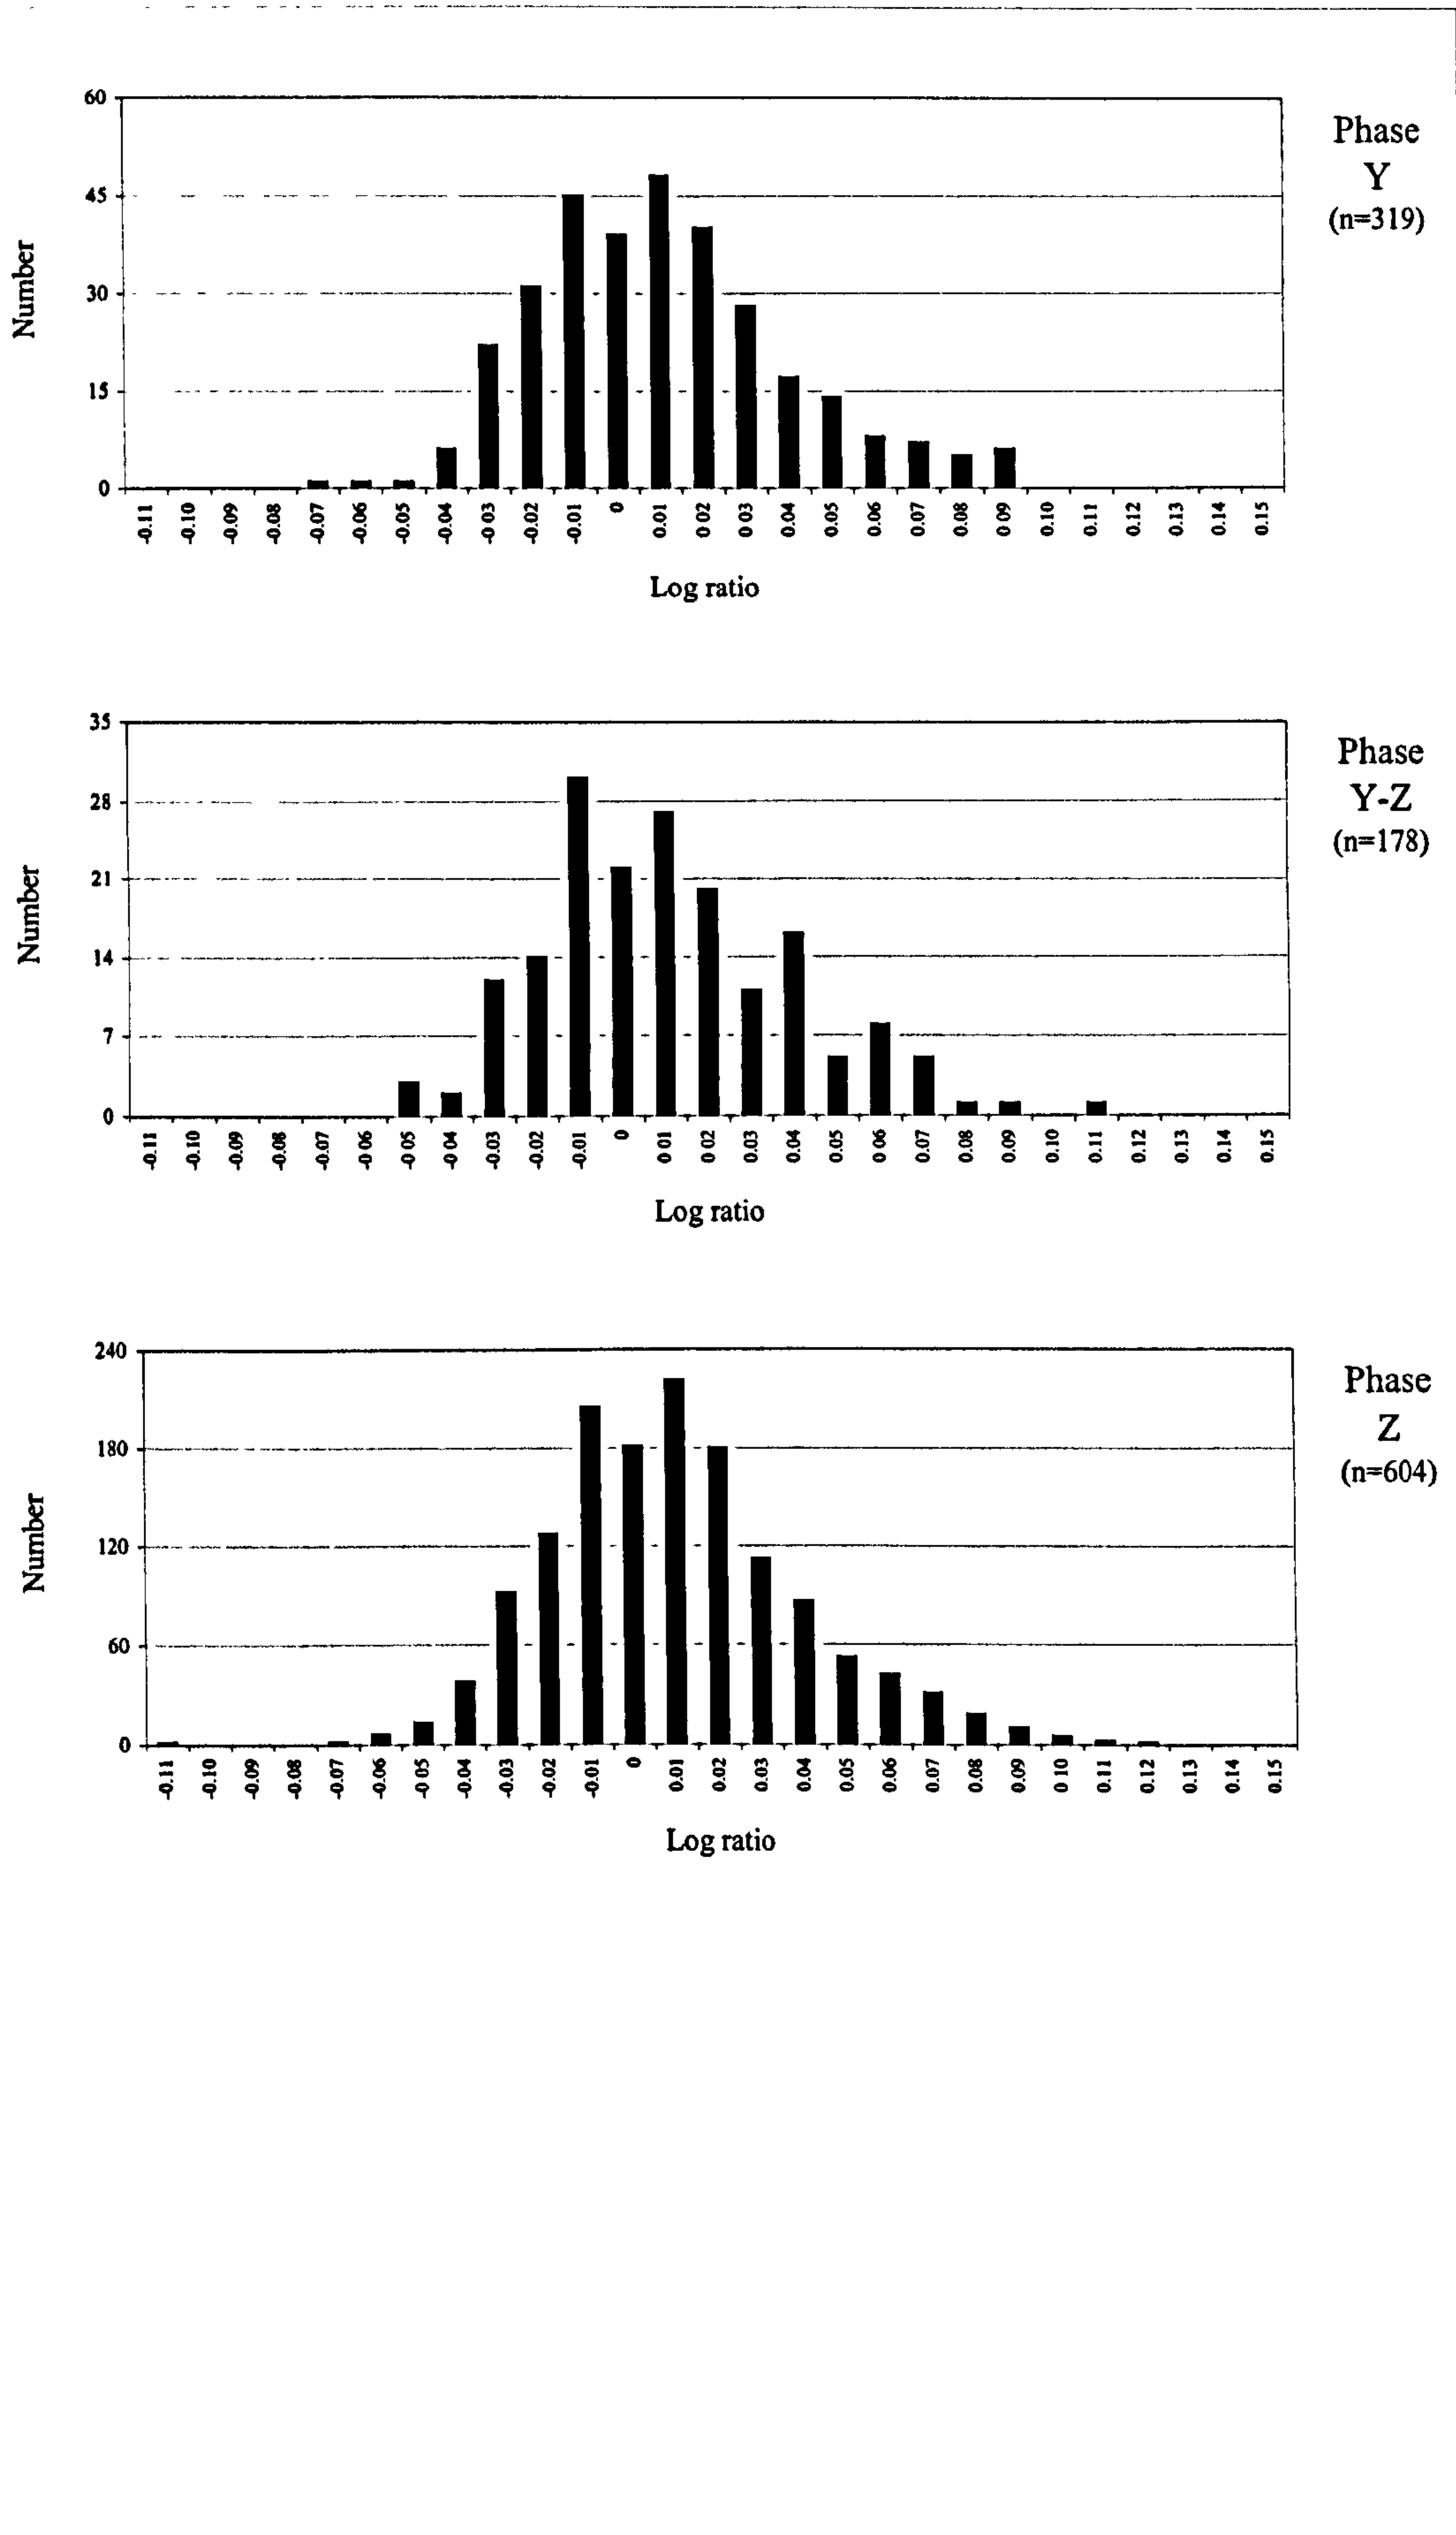 60
45
30
15
0
Number
-0.11 -0.10 -0.09 -0.08 -0.07 -0.06 -0.05 -0.04 -0.03 -0.02 -0.01 0 0.01 0 02 0 03 0.04 0.05 0.06 0.07 0.08 0 09 0.10 0.11 0.12 0.13 0.14 0.15
Log ratio
Phase
Y
(n=319)
35
28
21
14
7
0
Number
-0.11 -0.10 -0.09 -0.08 -0.07 -0.06 -0.05 -0.04 -0.03 -0.02 -0.01 0 0 01 0 02 0.03 0.04 0.05 0 06 0.07 0.08 0.09 0.10 0.11 0.12 0.13 0.14 0.15
Log ratio
Phase
Y-Z
(n=178)
240
180
120
60
0
Number
-0.11 -0.10 -0.09 -0.08 -0.07 -0.06 -0.05 -0.04 -0.03 -0.02 -0.01 0 0.01 0.02 0.03 0.04 0.05 0.06 0.07 0.08 0.09 0 10 0.11 0.12 0.13 0.14 0.15
Log ratio
Phase
Z
(n=604)